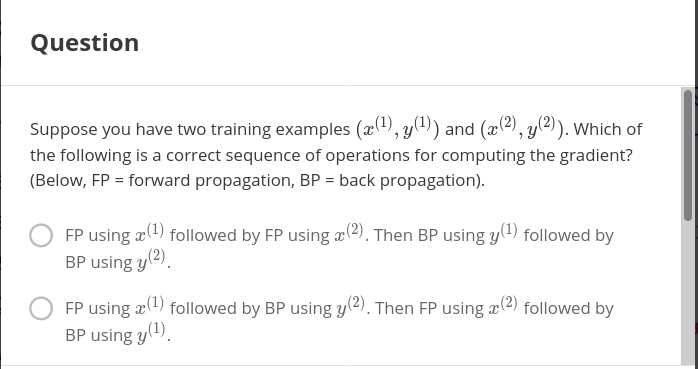 Question
Suppose you have two training examples (x^(1), y^(1)) and (x^(2), y^(2)). Which of
the following is a correct sequence of operations for computing the gradient?
(Below, FP = forward propagation, BP = back propagation).
FP using x^(1) followed by FP using x^(2). Then BP using y^(1) followed by
BP using y^(2).
FP using x^(1) followed by BP using y^(2). Then FP using x^(2) followed by
BP using y^(1).